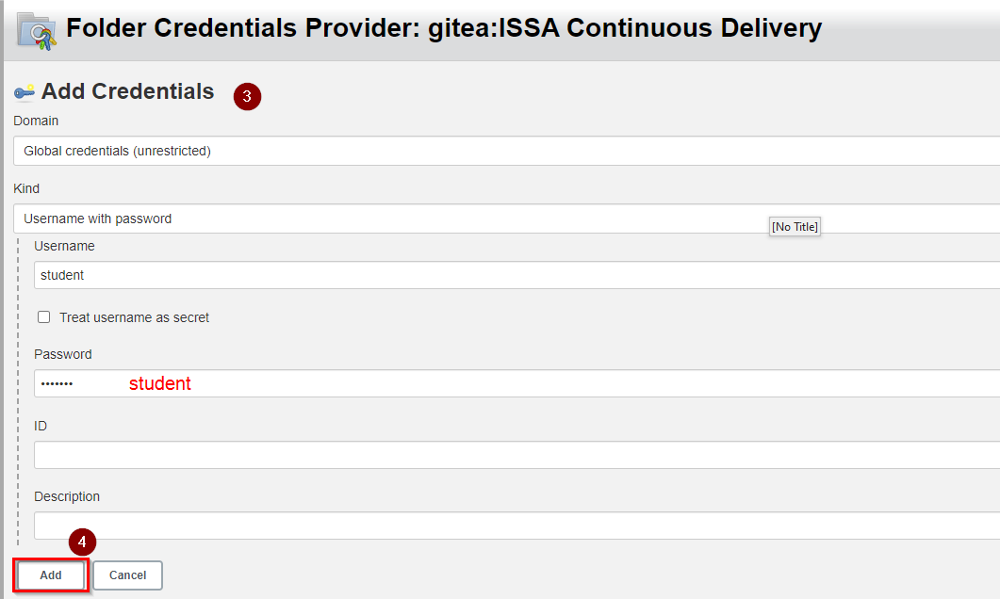 Folder Credentials Provider: gitea:ISSA Continuous Delivery
Add Credentials 3
Domain
Global credentials (unrestricted)
Kind
Username with password
[No Title]
Username
student
Treat username as secret
Password
••••••• student
ID
Description
4
Add Cancel